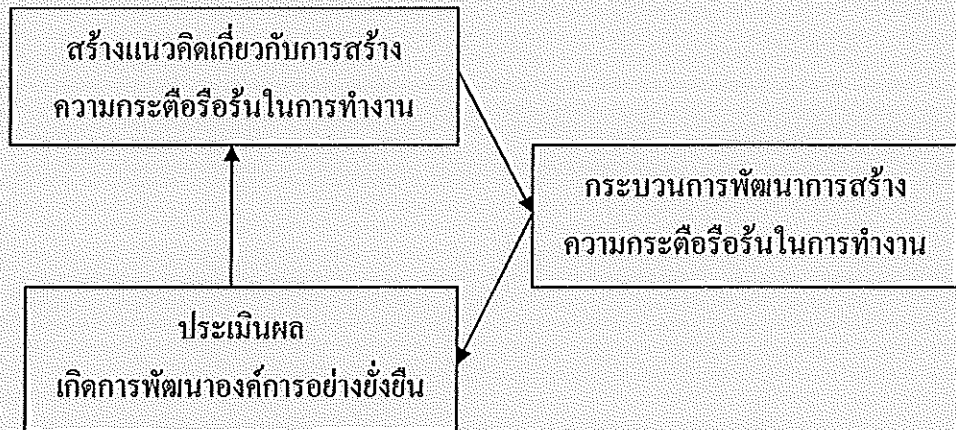 สร้างแนวคิดเกี่ยวกับการสร้าง
ความกระตือรือร้นในการทำงาน
กระบวนการพัฒนาการสร้าง
ความกระตือรือร้นในการทำงาน
ประเมินผล
เกิดการพัฒนาองค์การอย่างยั่งยืน